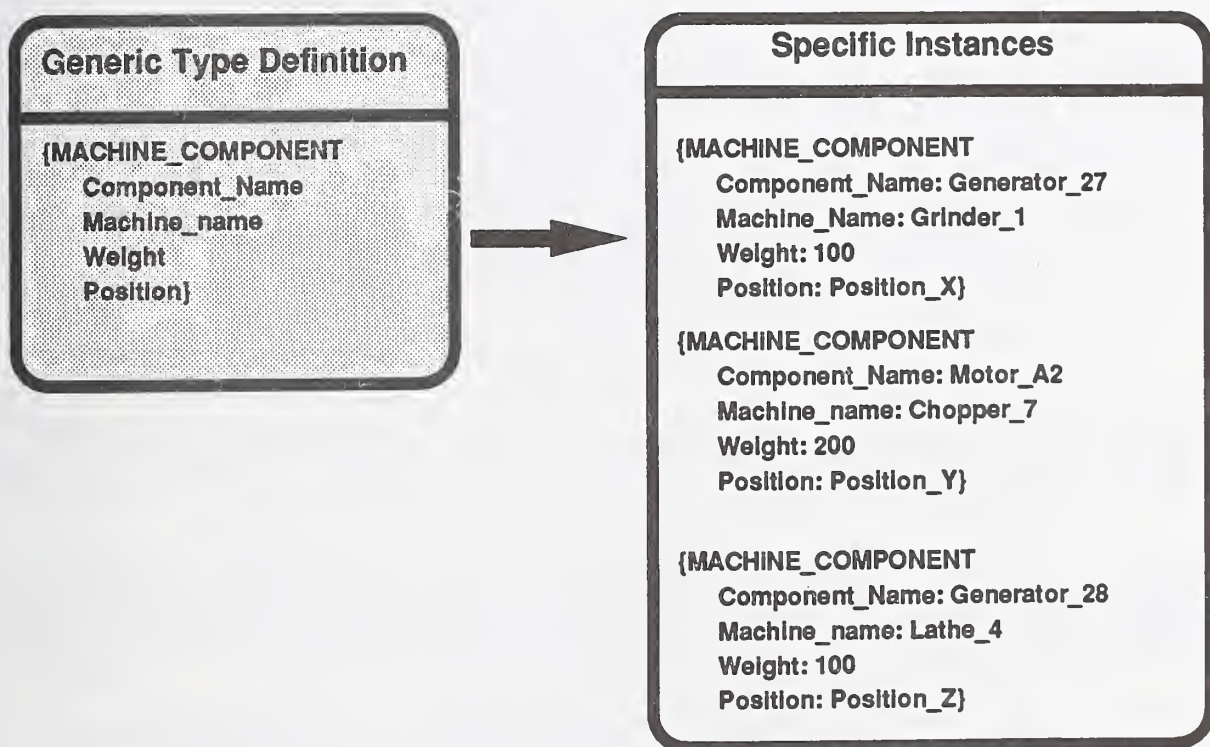 Generic Type Definition
{MACHINE_COMPONENT
Component_Name
Machine_name
Weight
Position}
Specific Instances
{MACHINE_COMPONENT
Component_Name: Generator_27
Machine_Name: Grinder_1
Weight: 100
Position: Position_X}
{MACHINE_COMPONENT
Component_Name: Motor_A2
Machine_name: Chopper_7
Weight: 200
Position: Position_Y}
{MACHINE_COMPONENT
Component_Name: Generator_28
Machine_name: Lathe_4
Weight: 100
Position: Position_Z}